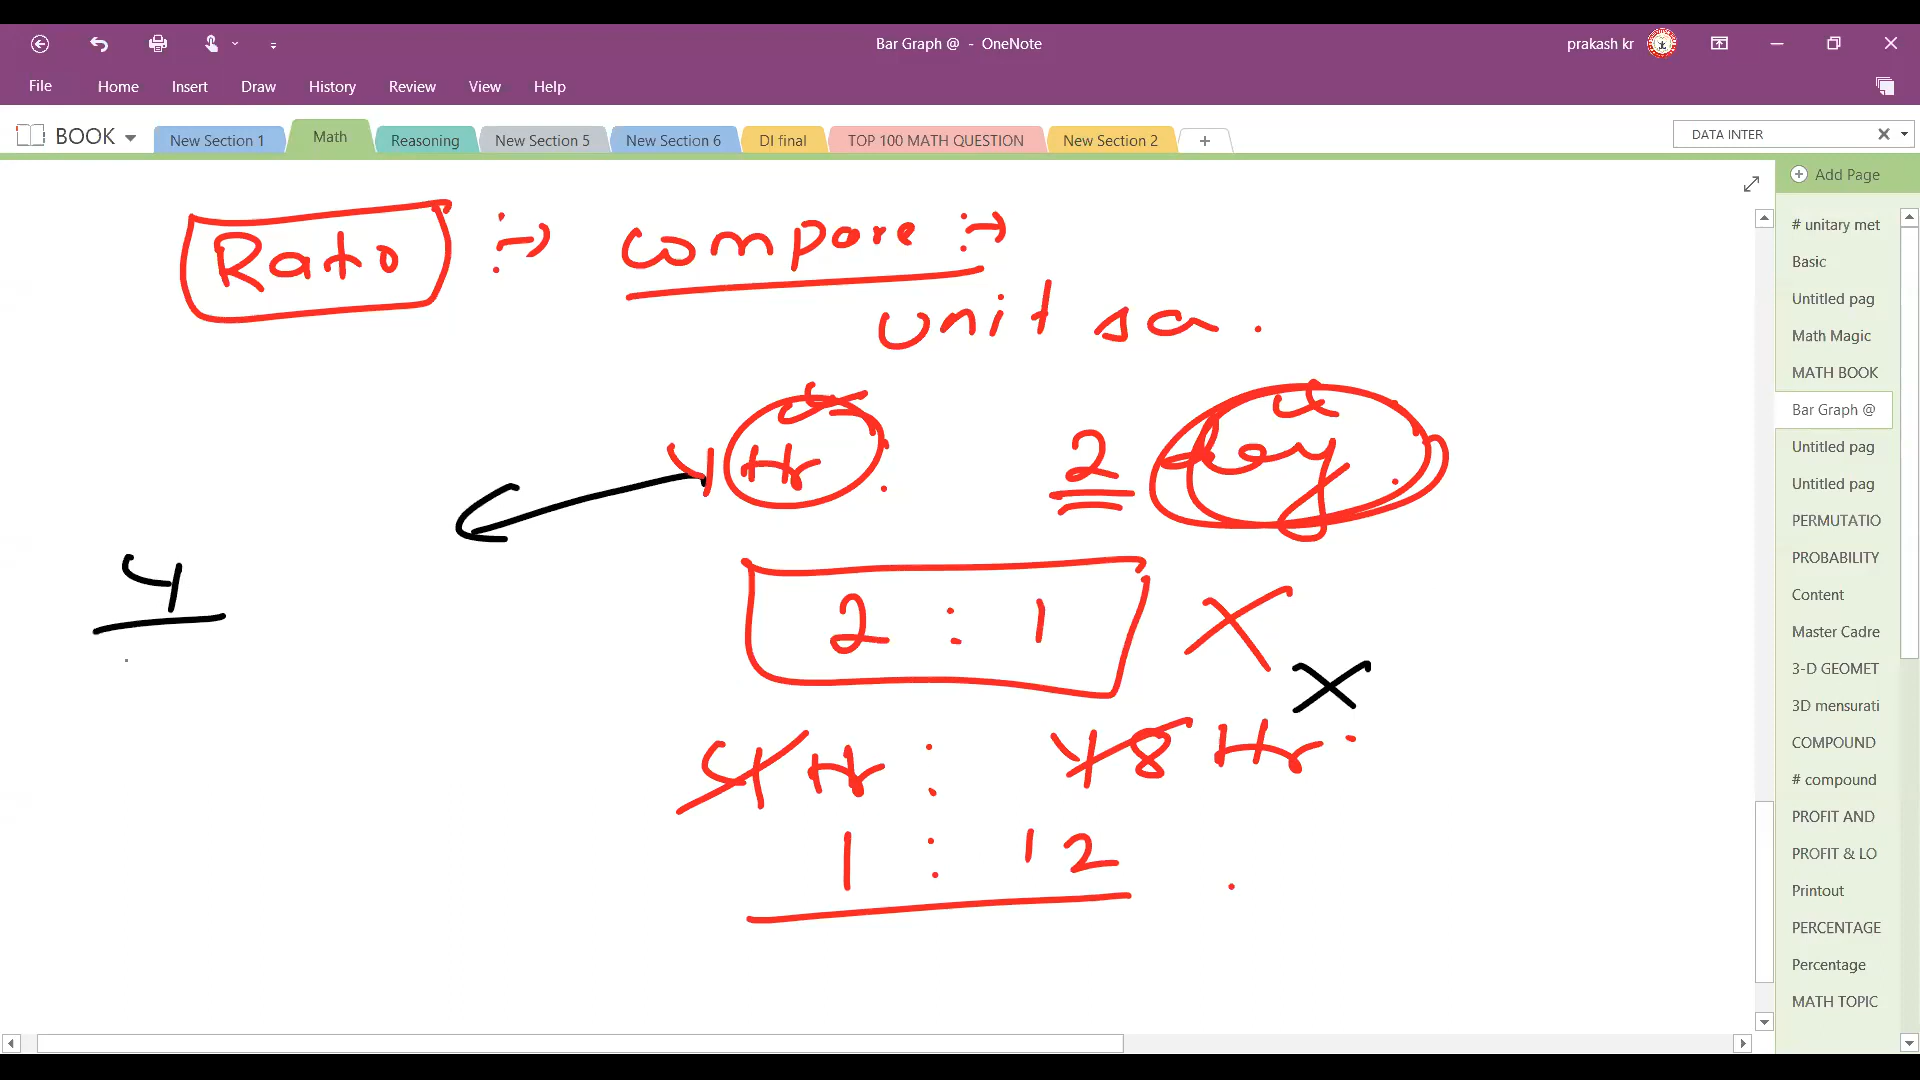 Bar Graph @ - OneNote
prakash kr
File Home Insert Draw History Review View Help
BOOK New Section 1 Math Reasoning New Section 5 New Section 6 DI final TOP 100 MATH QUESTION New Section 2 +
DATA INTER
Add Page
# unitary met
Basic
Untitled pag
Math Magic
MATH BOOK
Bar Graph @
Untitled pag
Untitled pag
PERMUTATIO
PROBABILITY
Content
Master Cadre
3-D GEOMET
3D mensurati
COMPOUND
# compound
PROFIT AND
PROFIT & LO
Printout
PERCENTAGE
Percentage
MATH TOPIC
Rato :→ compare :→
unit sa .
4 Hr 2 day
4
2 : 1 X
X
4 Hr : 48 Hr
1 : 12